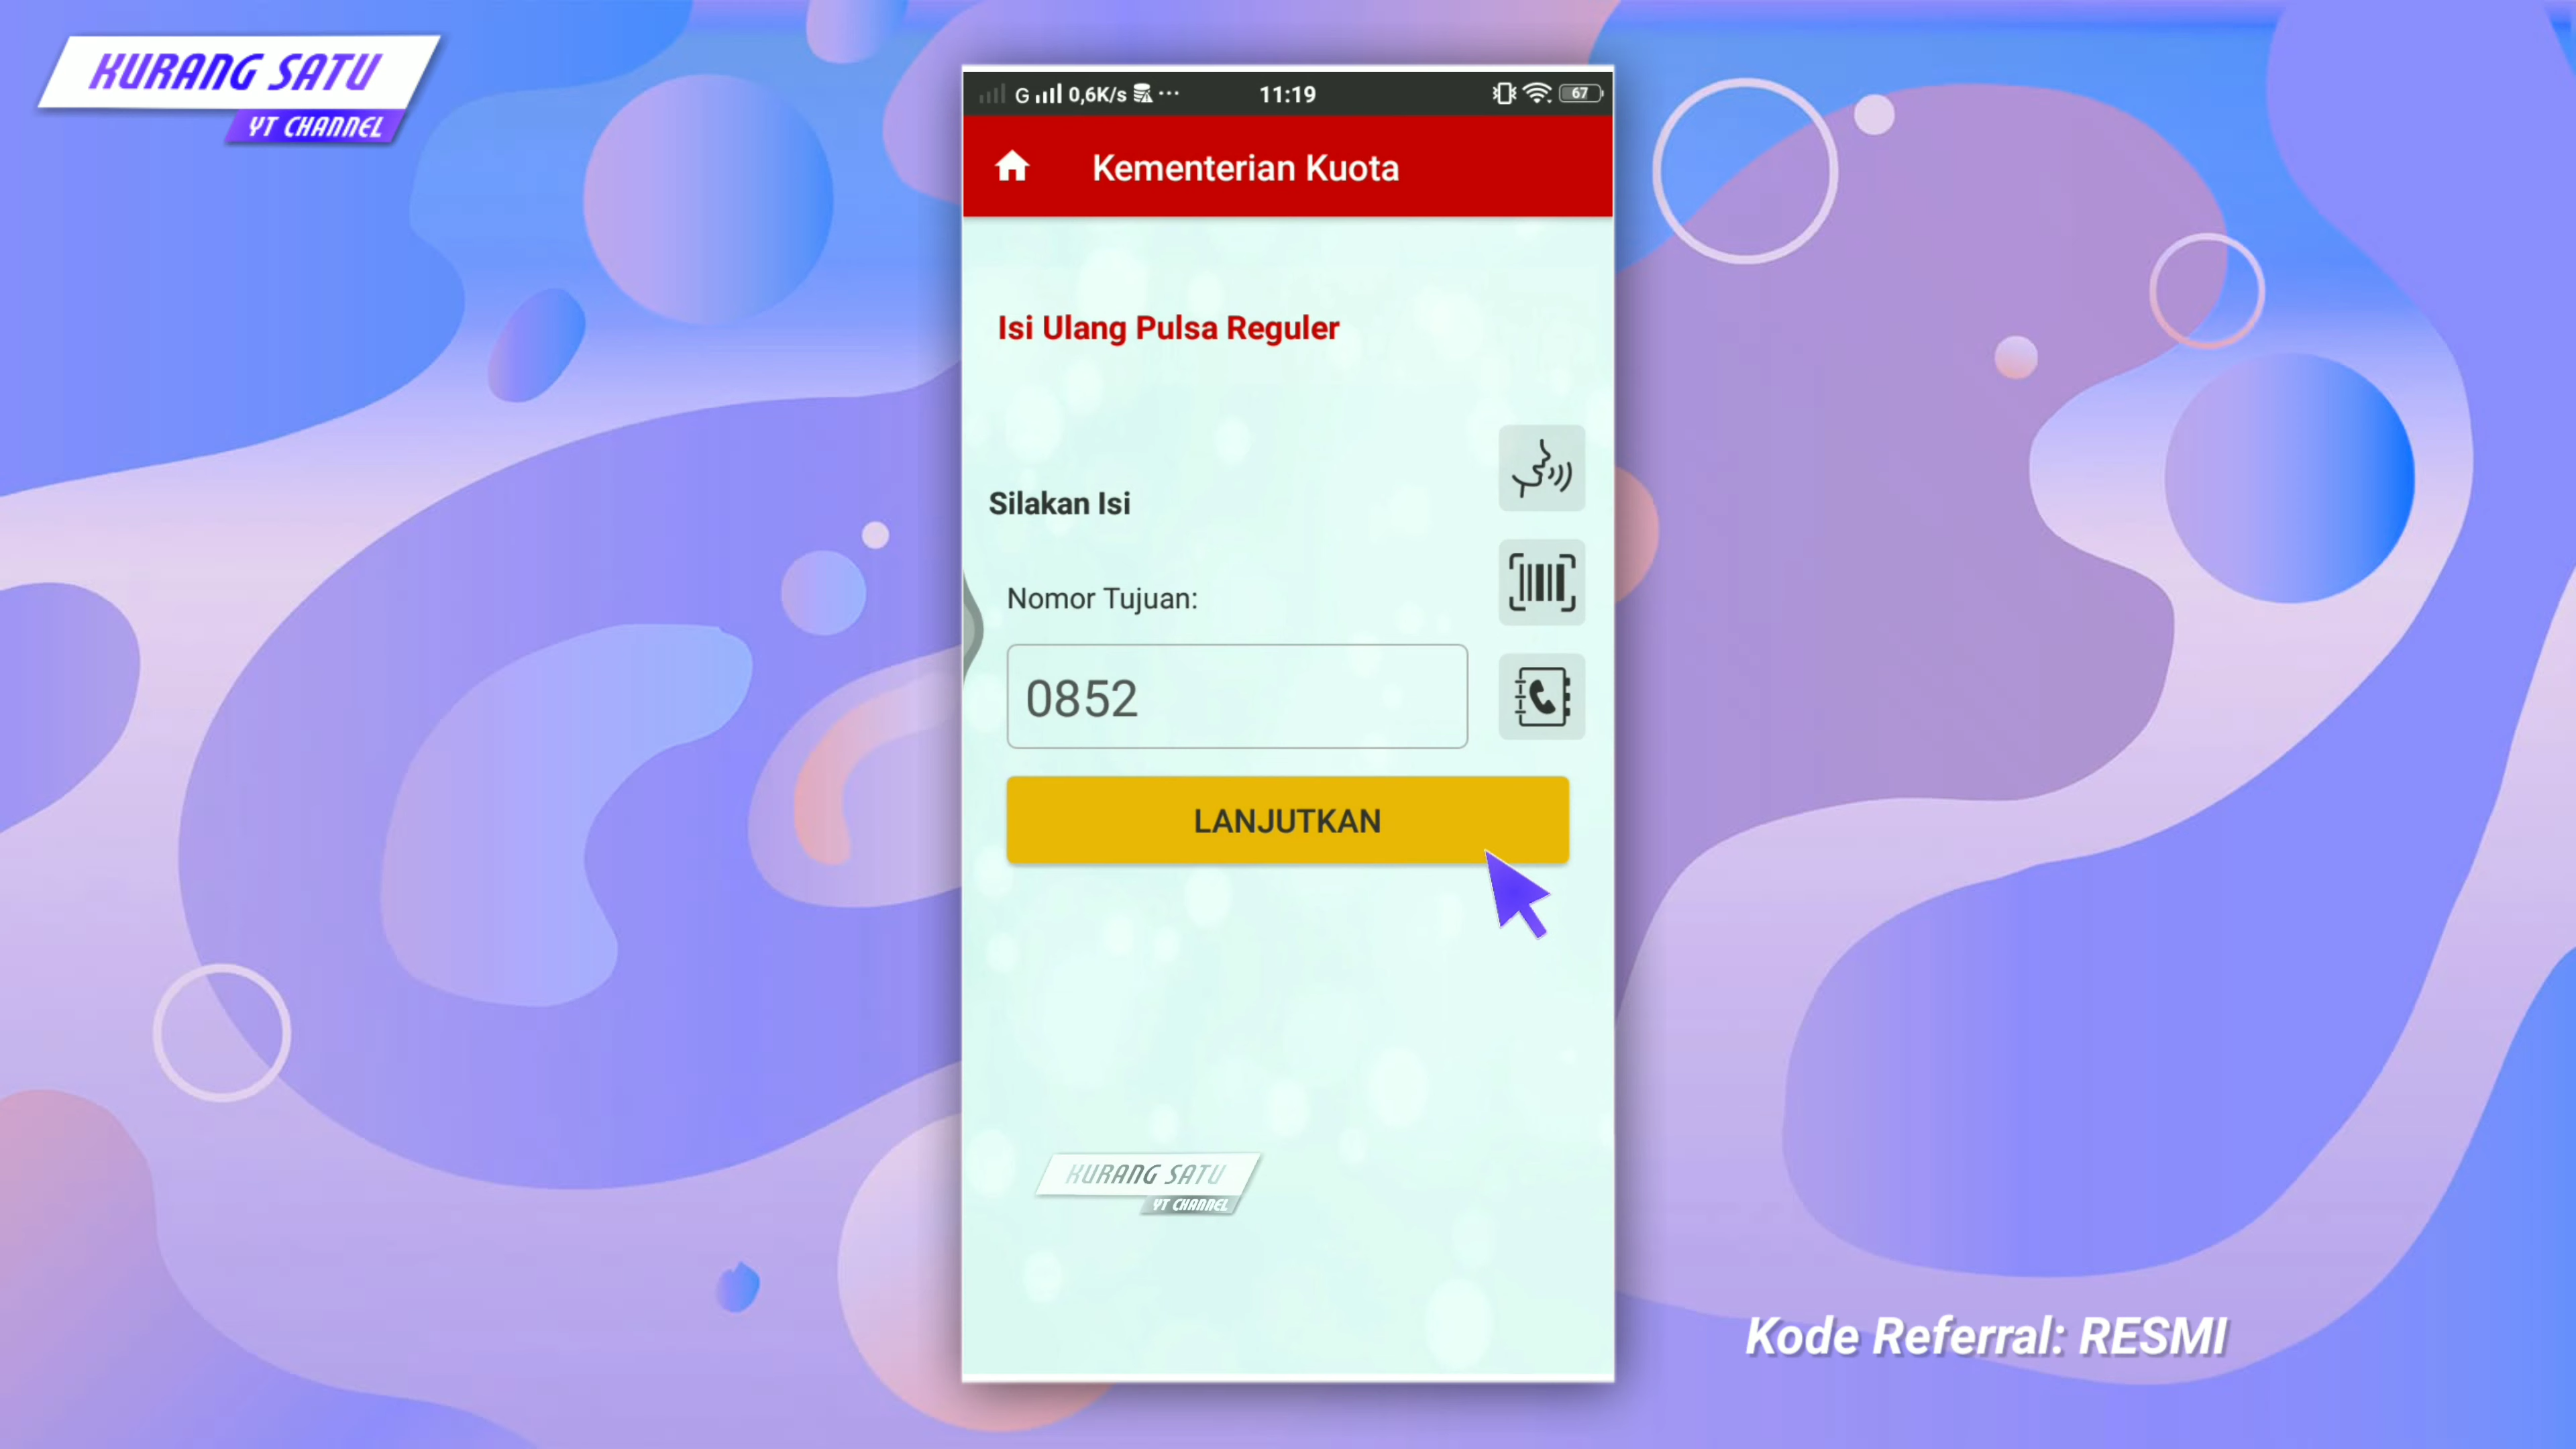 KURANG SATU
YT CHANNEL
G 0,6K/s ··· 11:19 67
Kementerian Kuota
Isi Ulang Pulsa Reguler
Silakan Isi
Nomor Tujuan:
0852
LANJUTKAN
KURANG SATU
YT CHANNEL
Kode Referral: RESMI